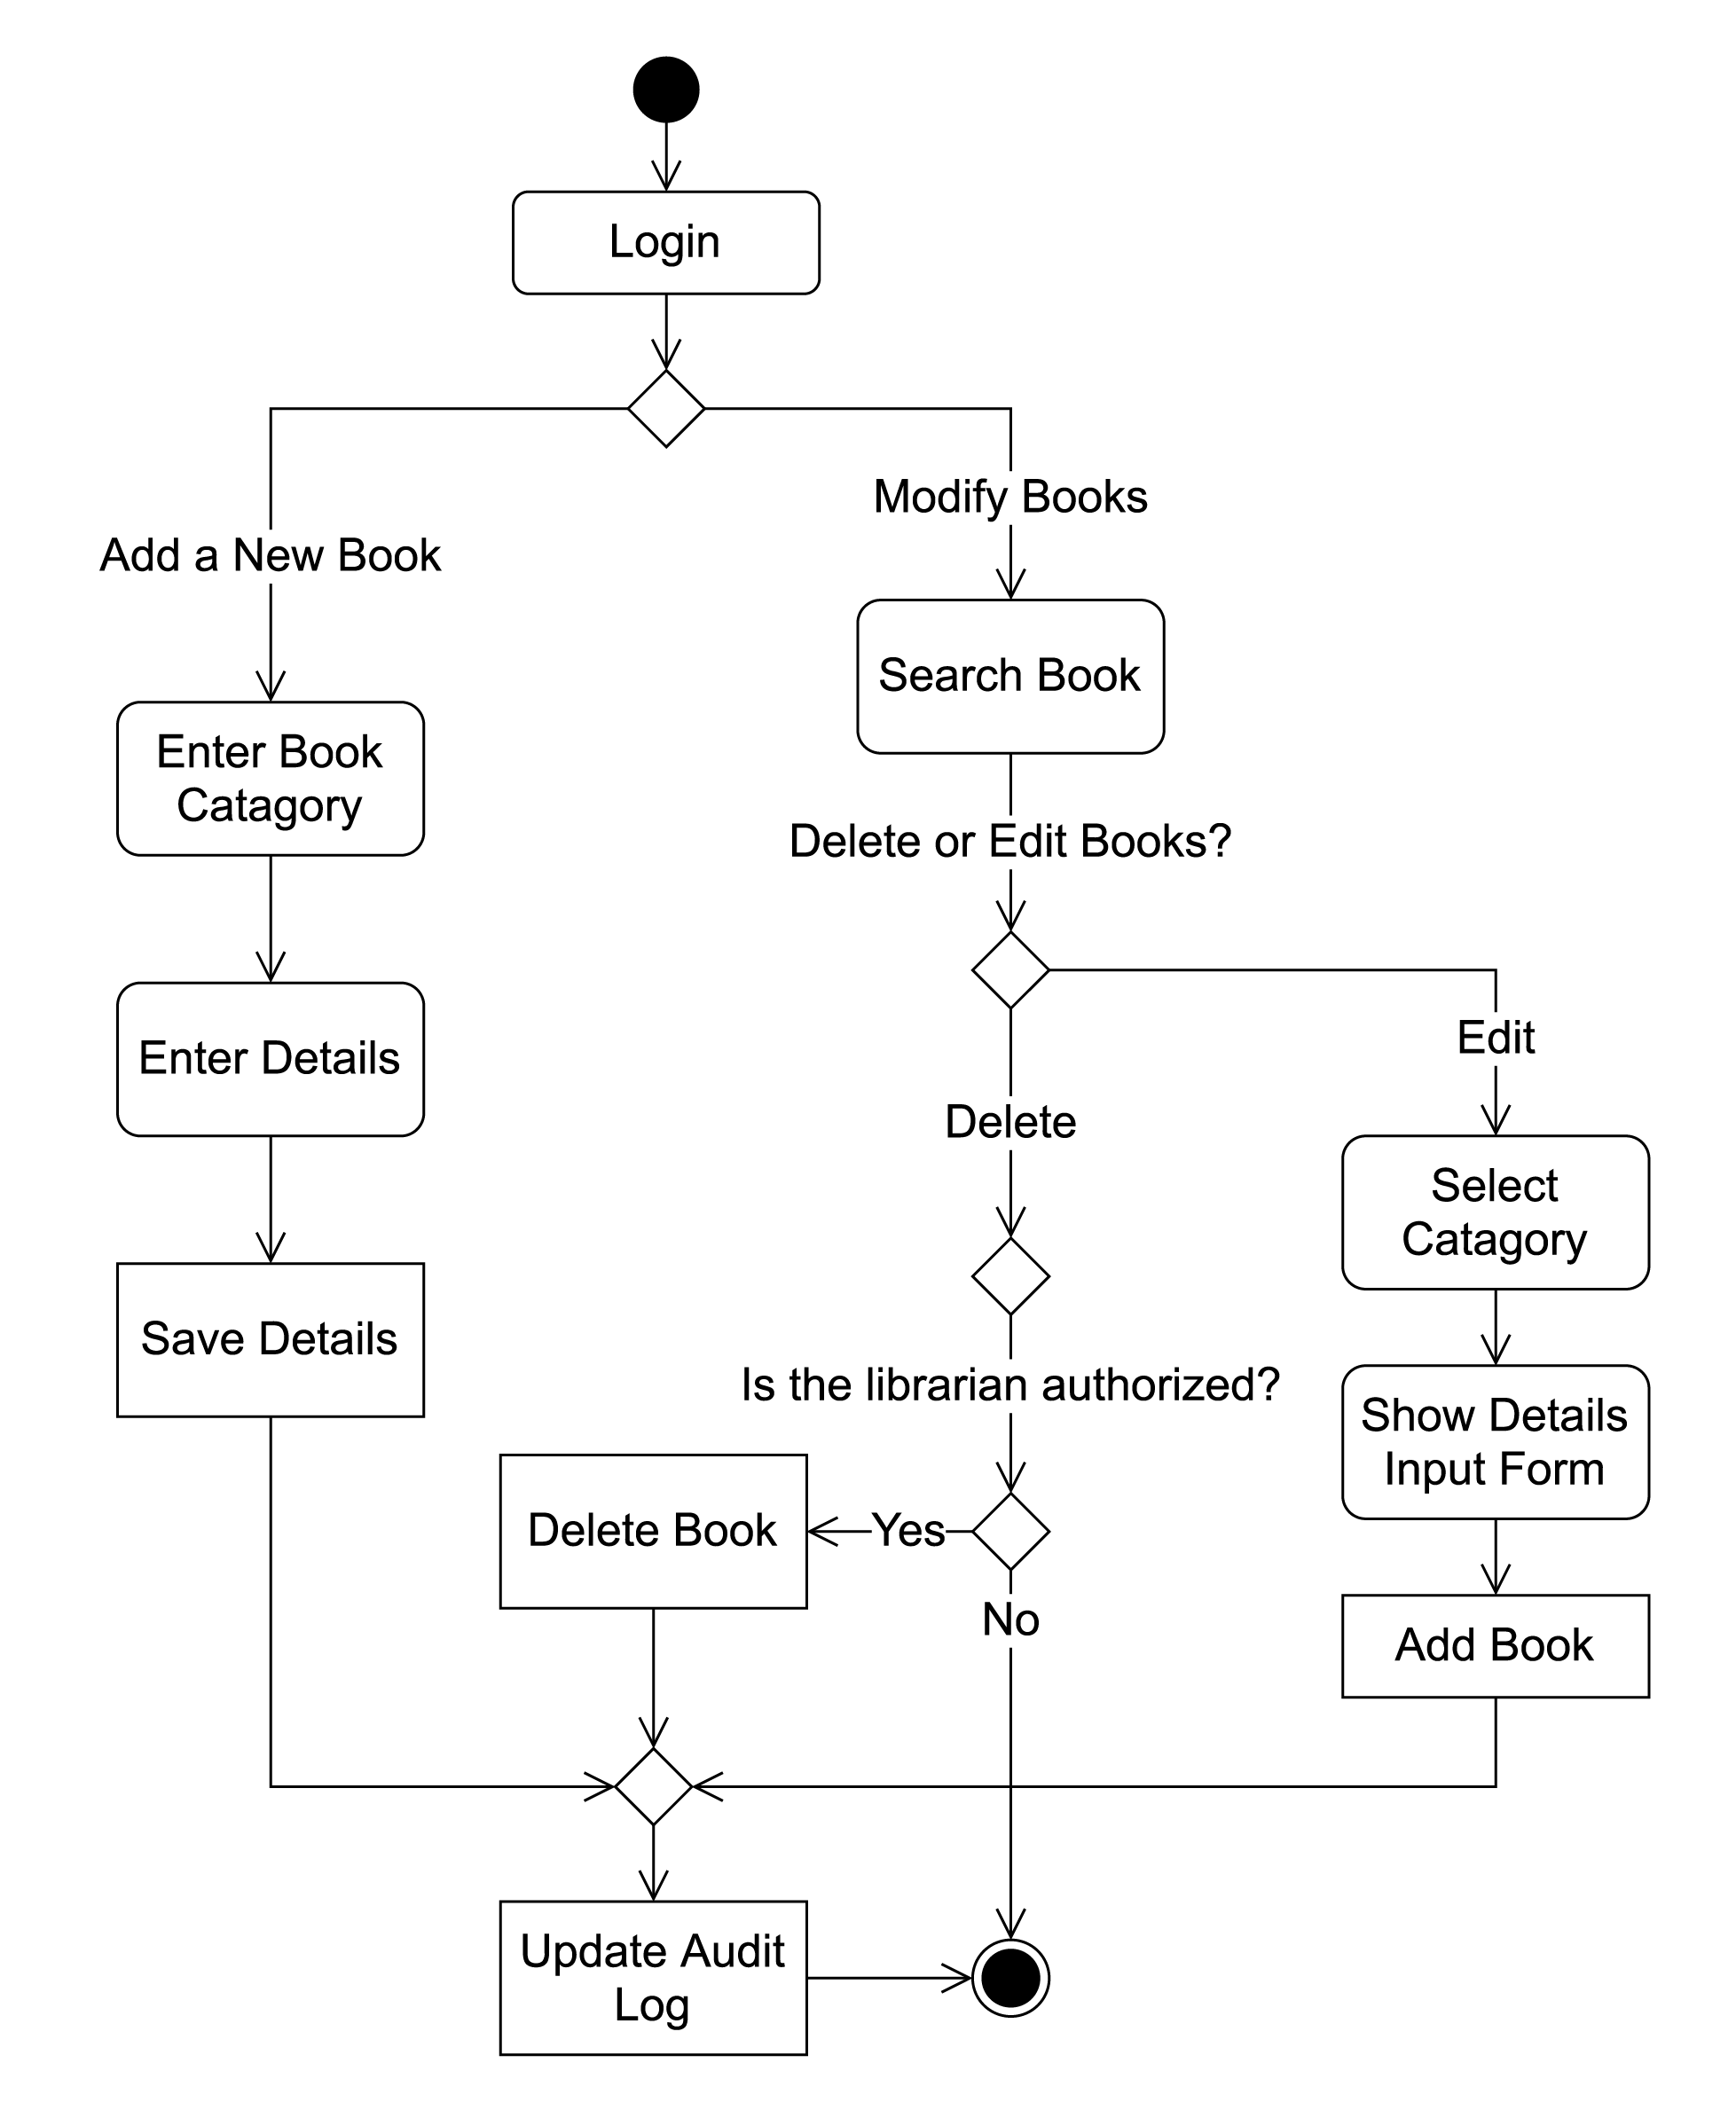 Login
Modify Books
Add a New Book
Search Book
Enter Book
Catagory
Delete or Edit Books?
Enter Details
Edit
Delete
Select
Catagory
Save Details
Is the librarian authorized?
Show Details
Input Form
Delete Book
Yes
No
Add Book
Update Audit
Log